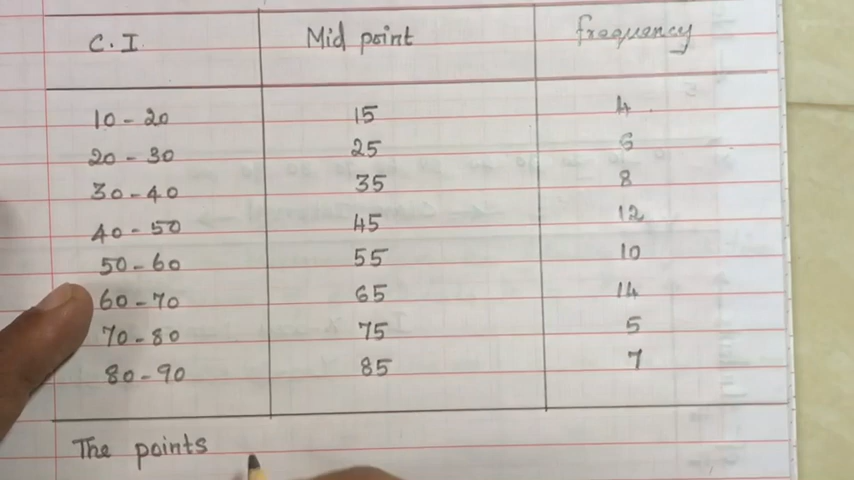 C.I Mid point frequency
10 - 20 15 4
20 - 30 25 6
30 - 40 35 8
40 - 50 45 12
50 - 60 55 10
60 - 70 65 14
70 - 80 75 5
80 - 90 85 7
The points